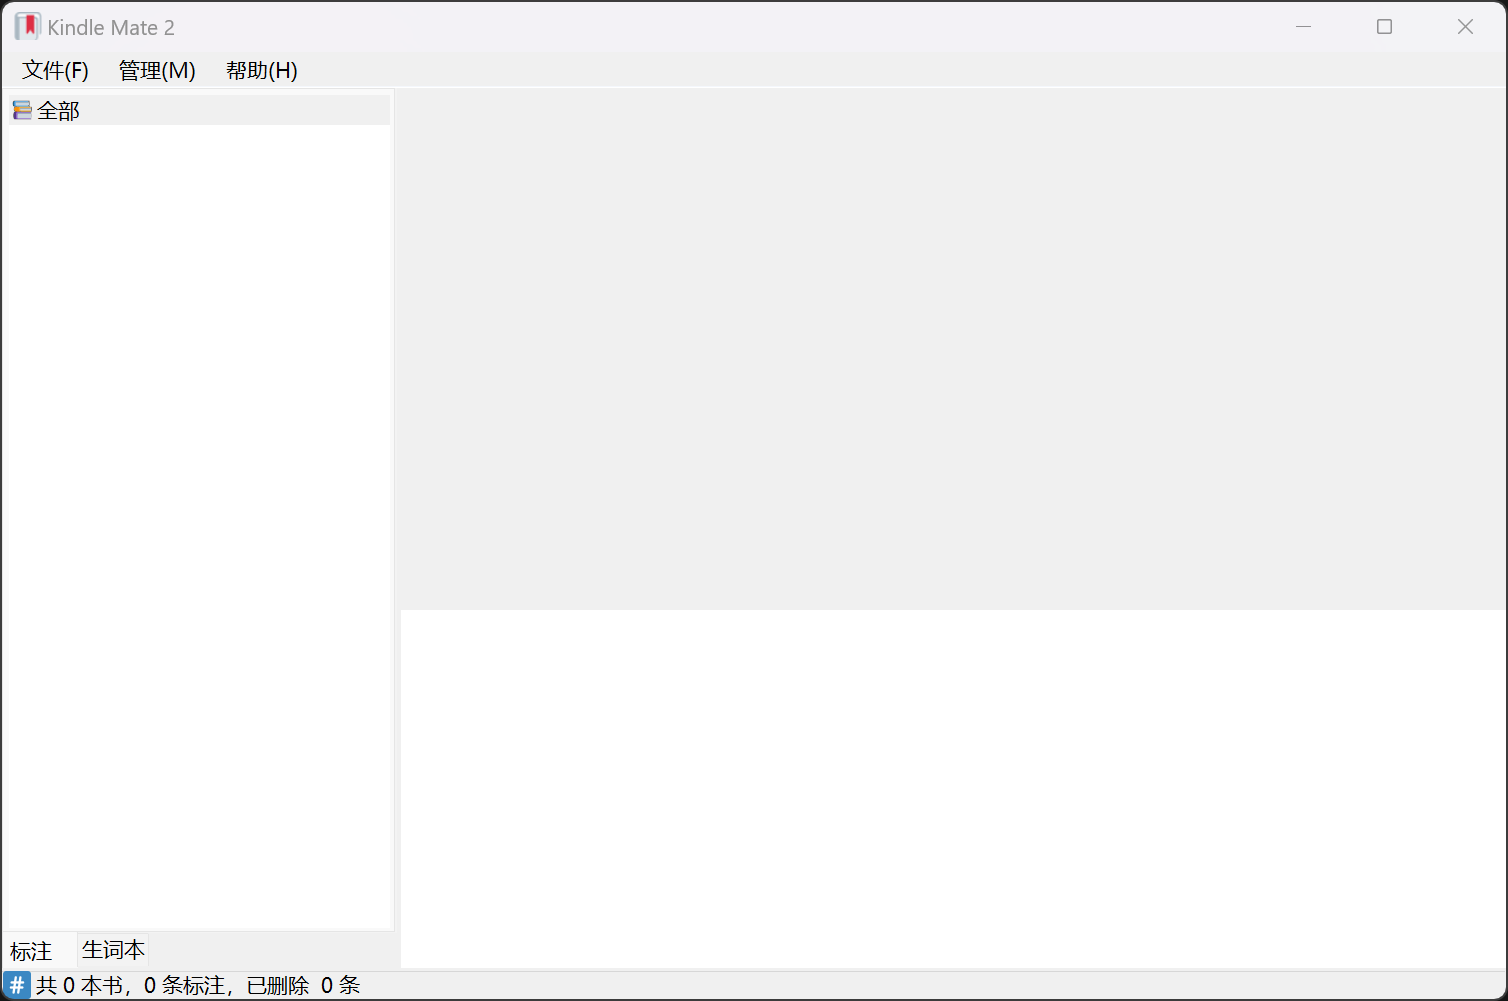 Kindle Mate 2
文件(F) 管理(M) 帮助(H)
全部
标注 生词本
# 共 0 本书，0 条标注，已删除 0 条